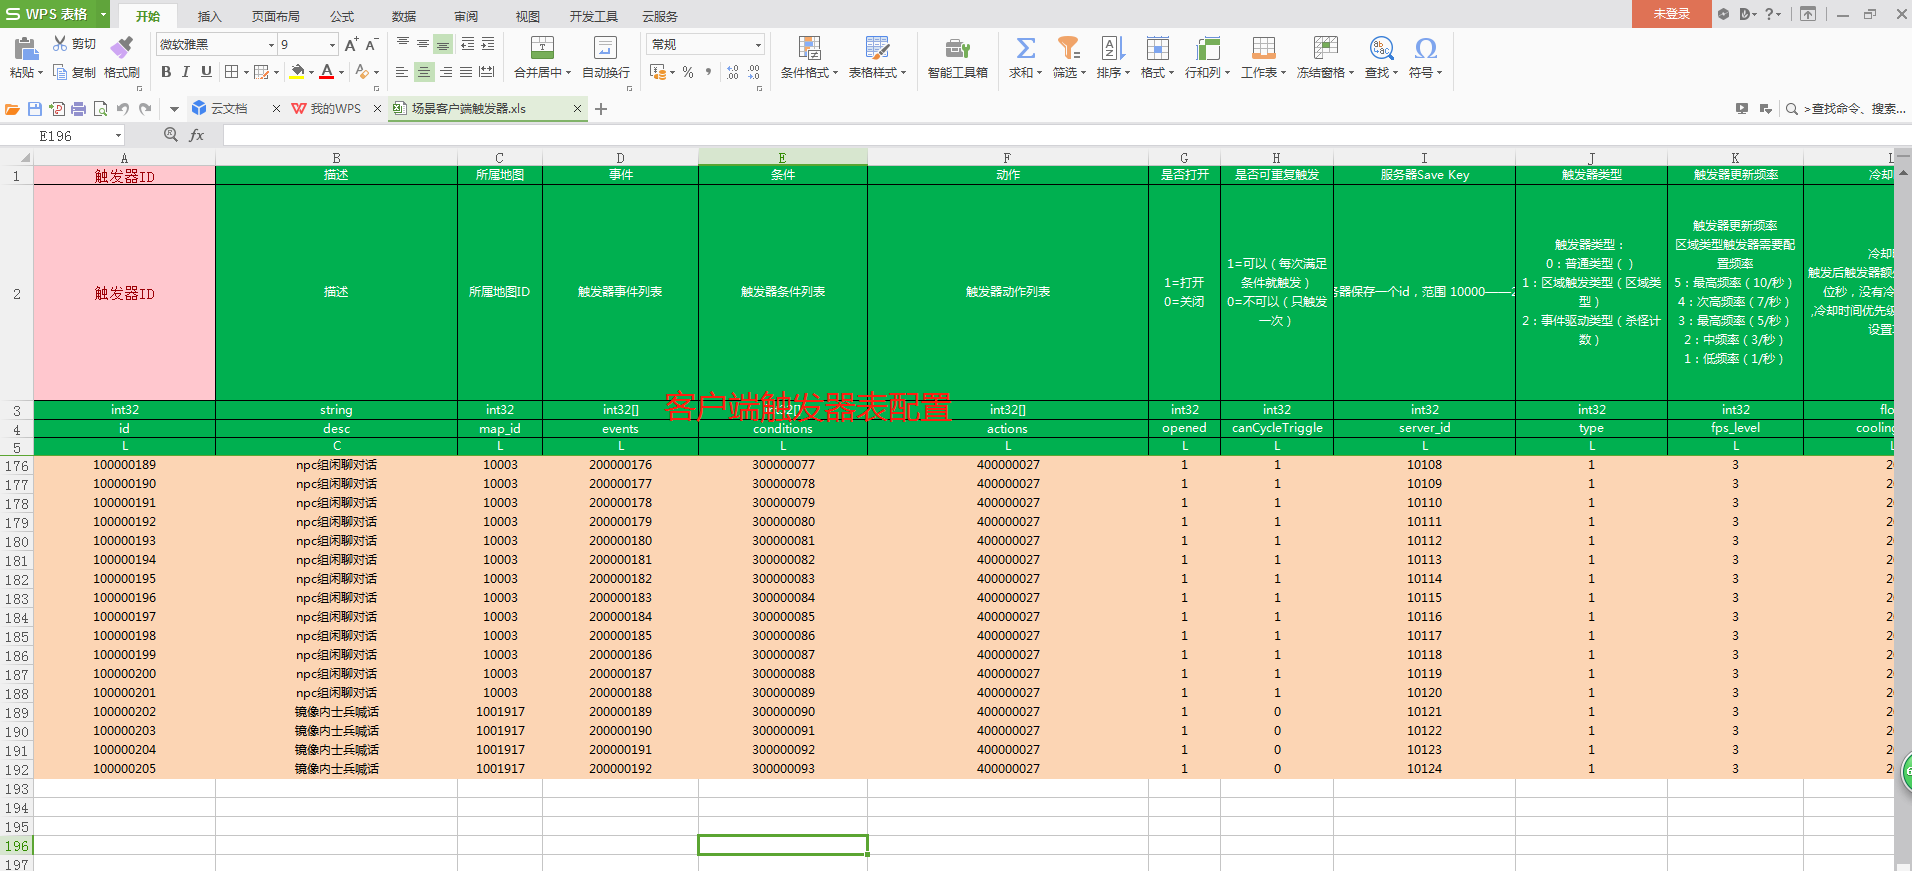 WPS 表格 开始 插入 页面布局 公式 数据 审阅 视图 开发工具 云服务 未登录
粘贴 剪切 复制 格式刷 微软雅黑 9 B I U 合并居中 自动换行 常规 条件格式 表格样式 智能工具箱 求和 筛选 排序 格式 行和列 工作表 冻结窗格 查找 符号
云文档 我的WPS 场景客户端触发器.xls >查找命令、搜索...
E196 fx
A B C D E F G H I J K L
1 触发器ID 描述 所属地图 事件 条件 动作 是否打开 是否可重复触发 服务器Save Key 触发器类型 触发器更新频率 冷却
2 触发器ID 描述 所属地图ID 触发器事件列表 触发器条件列表 触发器动作列表
1=打开
0=关闭
1=可以（每次满足
条件就触发）
0=不可以（只触发
一次）
务器保存一个id，范围 10000——2
触发器类型：
0：普通类型（）
1：区域触发类型（区域类
型）
2：事件驱动类型（杀怪计
数）
触发器更新频率
区域类型触发器需要配
置频率
5：最高频率（10/秒）
4：次高频率（7/秒）
3：最高频率（5/秒）
2：中频率（3/秒）
1：低频率（1/秒）
触发后触发器额
位秒，没有冷
,冷却时间优先级
设置
客户端触发器表配置
3 int32 string int32 int32[] int32[] int32[] int32 int32 int32 int32 int32 flo
4 id desc map_id events conditions actions opened canCycleTriggle server_id type fps_level cooling
5 L C L L L L L L L L L L
176 100000189 npc组闲聊对话 10003 200000176 300000077 400000027 1 1 10108 1 3 2
177 100000190 npc组闲聊对话 10003 200000177 300000078 400000027 1 1 10109 1 3 2
178 100000191 npc组闲聊对话 10003 200000178 300000079 400000027 1 1 10110 1 3 2
179 100000192 npc组闲聊对话 10003 200000179 300000080 400000027 1 1 10111 1 3 2
180 100000193 npc组闲聊对话 10003 200000180 300000081 400000027 1 1 10112 1 3 2
181 100000194 npc组闲聊对话 10003 200000181 300000082 400000027 1 1 10113 1 3 2
182 100000195 npc组闲聊对话 10003 200000182 300000083 400000027 1 1 10114 1 3 2
183 100000196 npc组闲聊对话 10003 200000183 300000084 400000027 1 1 10115 1 3 2
184 100000197 npc组闲聊对话 10003 200000184 300000085 400000027 1 1 10116 1 3 2
185 100000198 npc组闲聊对话 10003 200000185 300000086 400000027 1 1 10117 1 3 2
186 100000199 npc组闲聊对话 10003 200000186 300000087 400000027 1 1 10118 1 3 2
187 100000200 npc组闲聊对话 10003 200000187 300000088 400000027 1 1 10119 1 3 2
188 100000201 npc组闲聊对话 10003 200000188 300000089 400000027 1 1 10120 1 3 2
189 100000202 镜像内士兵喊话 1001917 200000189 300000090 400000027 1 0 10121 1 3 2
190 100000203 镜像内士兵喊话 1001917 200000190 300000091 400000027 1 0 10122 1 3 2
191 100000204 镜像内士兵喊话 1001917 200000191 300000092 400000027 1 0 10123 1 3 2
192 100000205 镜像内士兵喊话 1001917 200000192 300000093 400000027 1 0 10124 1 3 2
193
194
195
196
197